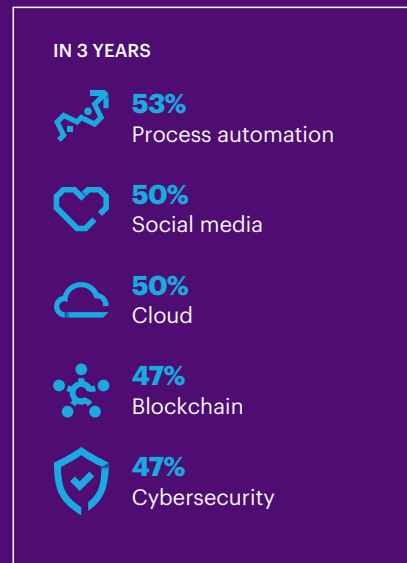 IN 3 YEARS
53%
Process automation
50%
Social media
50%
Cloud
47%
Blockchain
47%
Cybersecurity